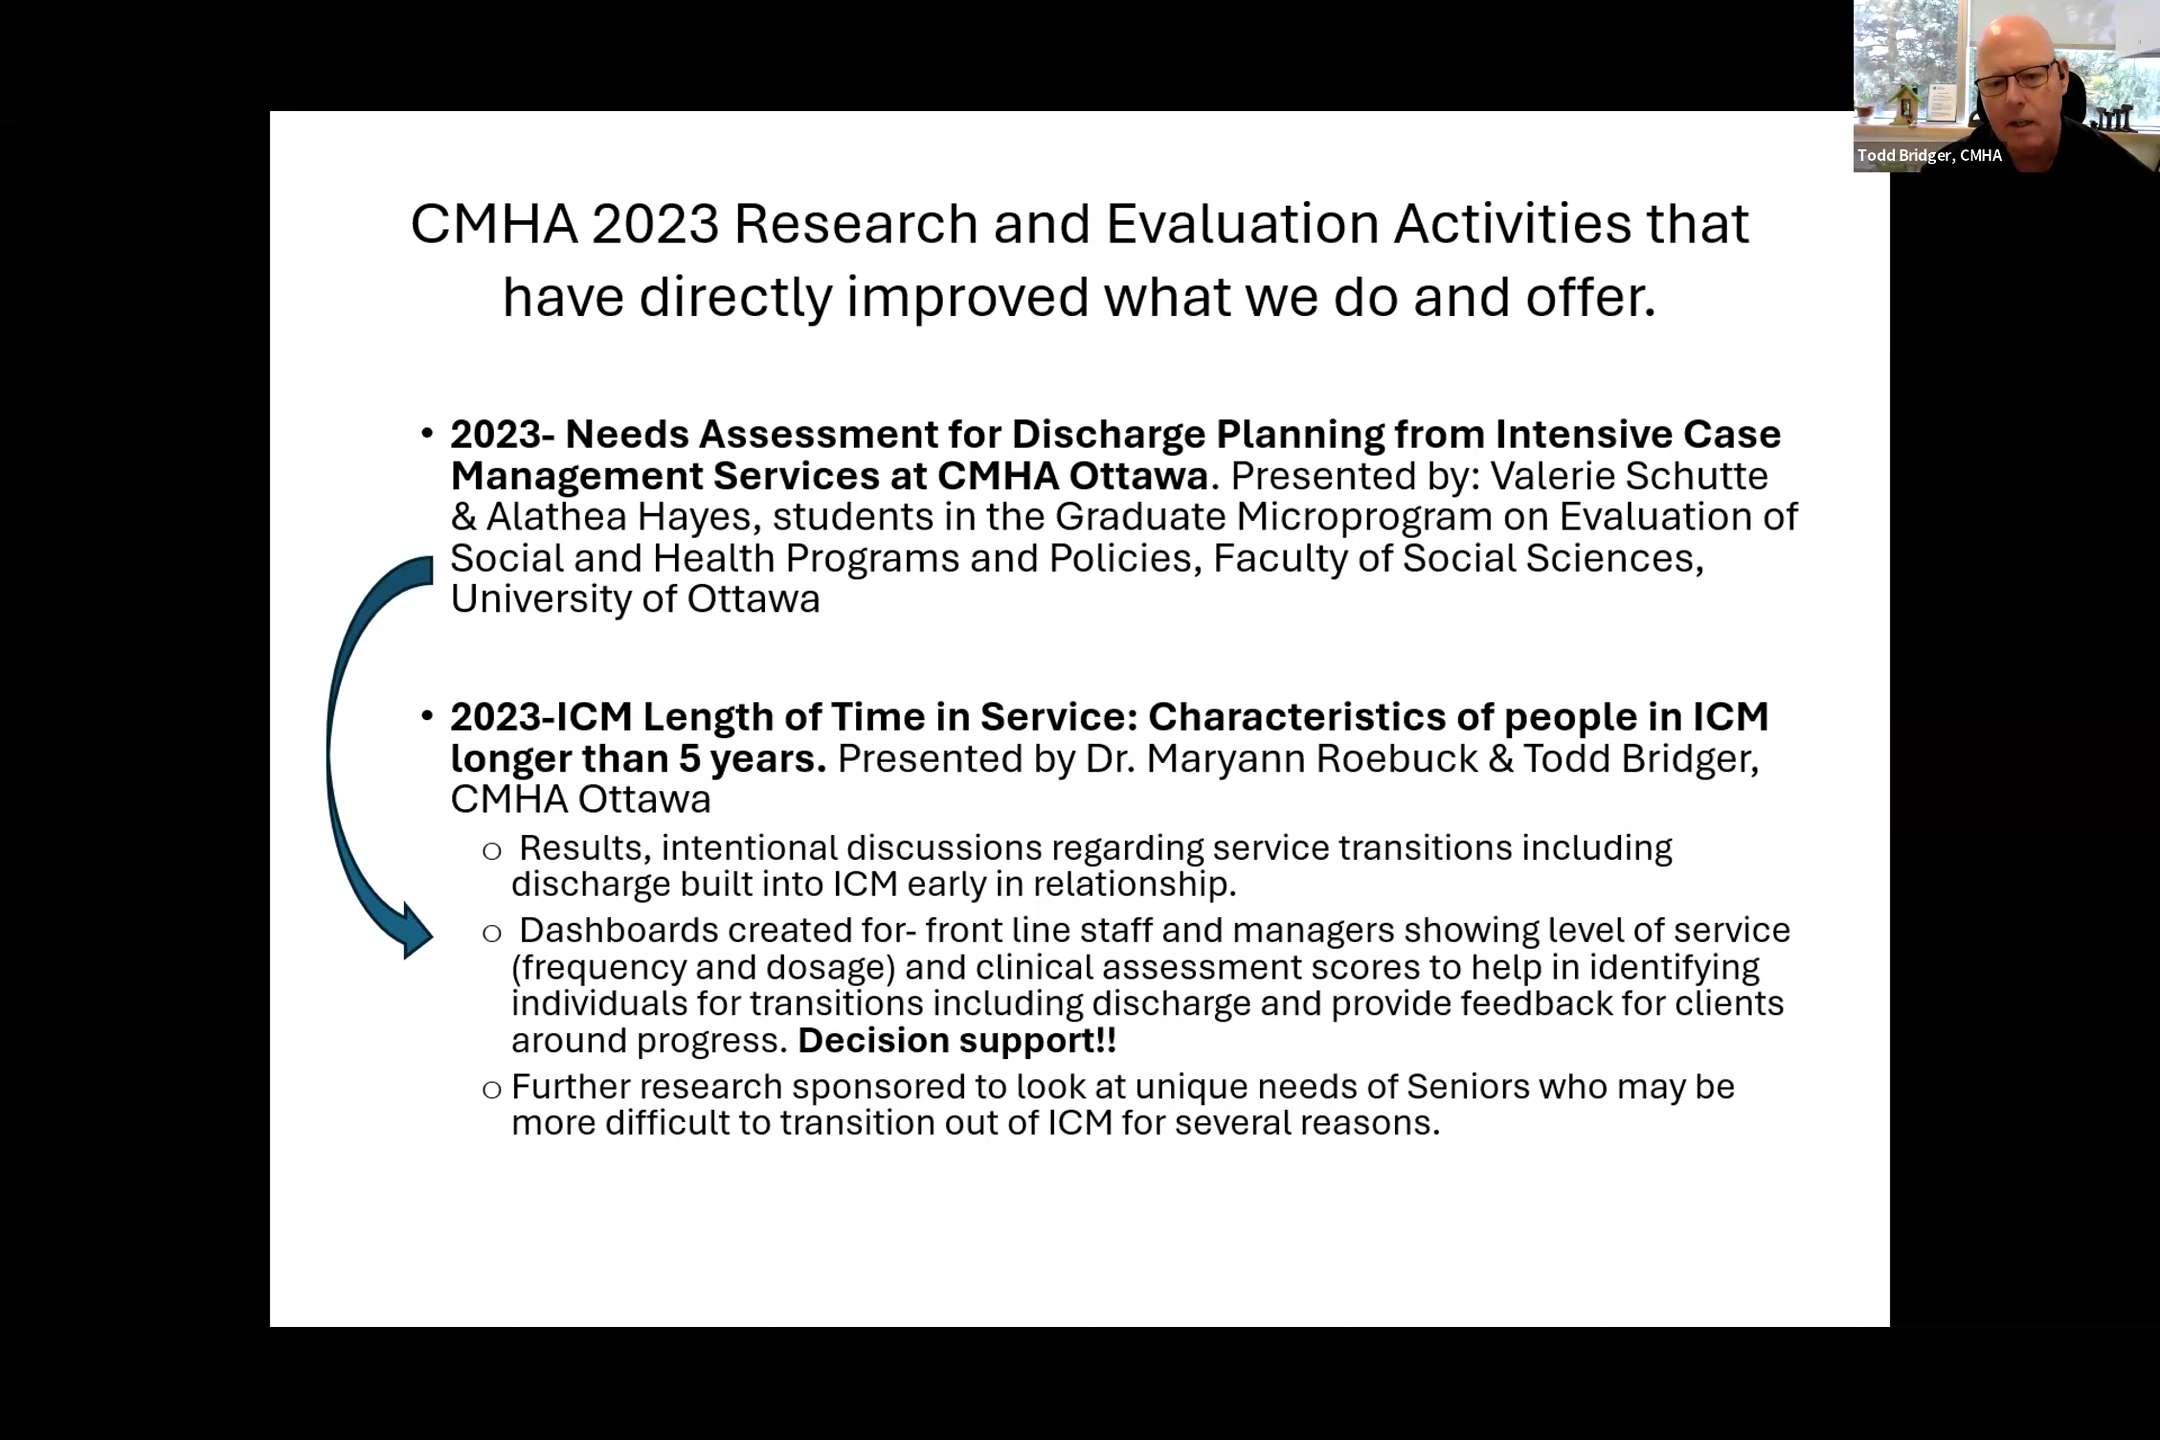 Todd Bridger, CMHA
CMHA 2023 Research and Evaluation Activities that
have directly improved what we do and offer.
• 2023- Needs Assessment for Discharge Planning from Intensive Case
Management Services at CMHA Ottawa. Presented by: Valerie Schutte
& Alathea Hayes, students in the Graduate Microprogram on Evaluation of
Social and Health Programs and Policies, Faculty of Social Sciences,
University of Ottawa
• 2023-ICM Length of Time in Service: Characteristics of people in ICM
longer than 5 years. Presented by Dr. Maryann Roebuck & Todd Bridger,
CMHA Ottawa
o Results, intentional discussions regarding service transitions including
discharge built into ICM early in relationship.
o Dashboards created for- front line staff and managers showing level of service
(frequency and dosage) and clinical assessment scores to help in identifying
individuals for transitions including discharge and provide feedback for clients
around progress. Decision support!!
o Further research sponsored to look at unique needs of Seniors who may be
more difficult to transition out of ICM for several reasons.